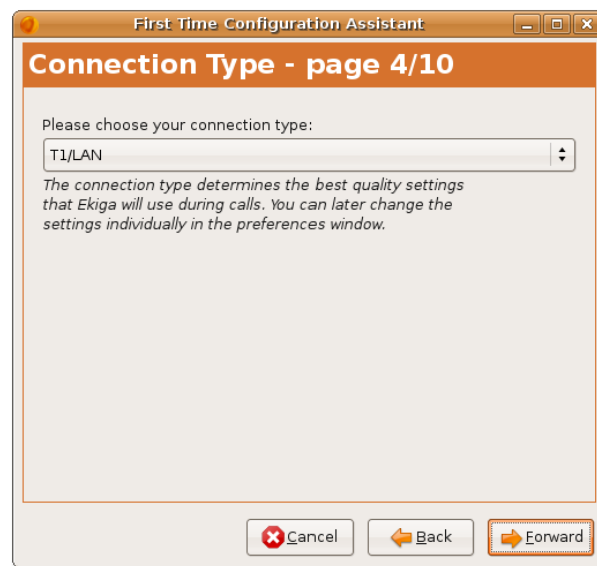 First Time Configuration Assistant
Connection Type - page 4/10
Please choose your connection type:
T1/LAN
The connection type determines the best quality settings
that Ekiga will use during calls. You can later change the
settings individually in the preferences window.
Cancel
Back
Forward